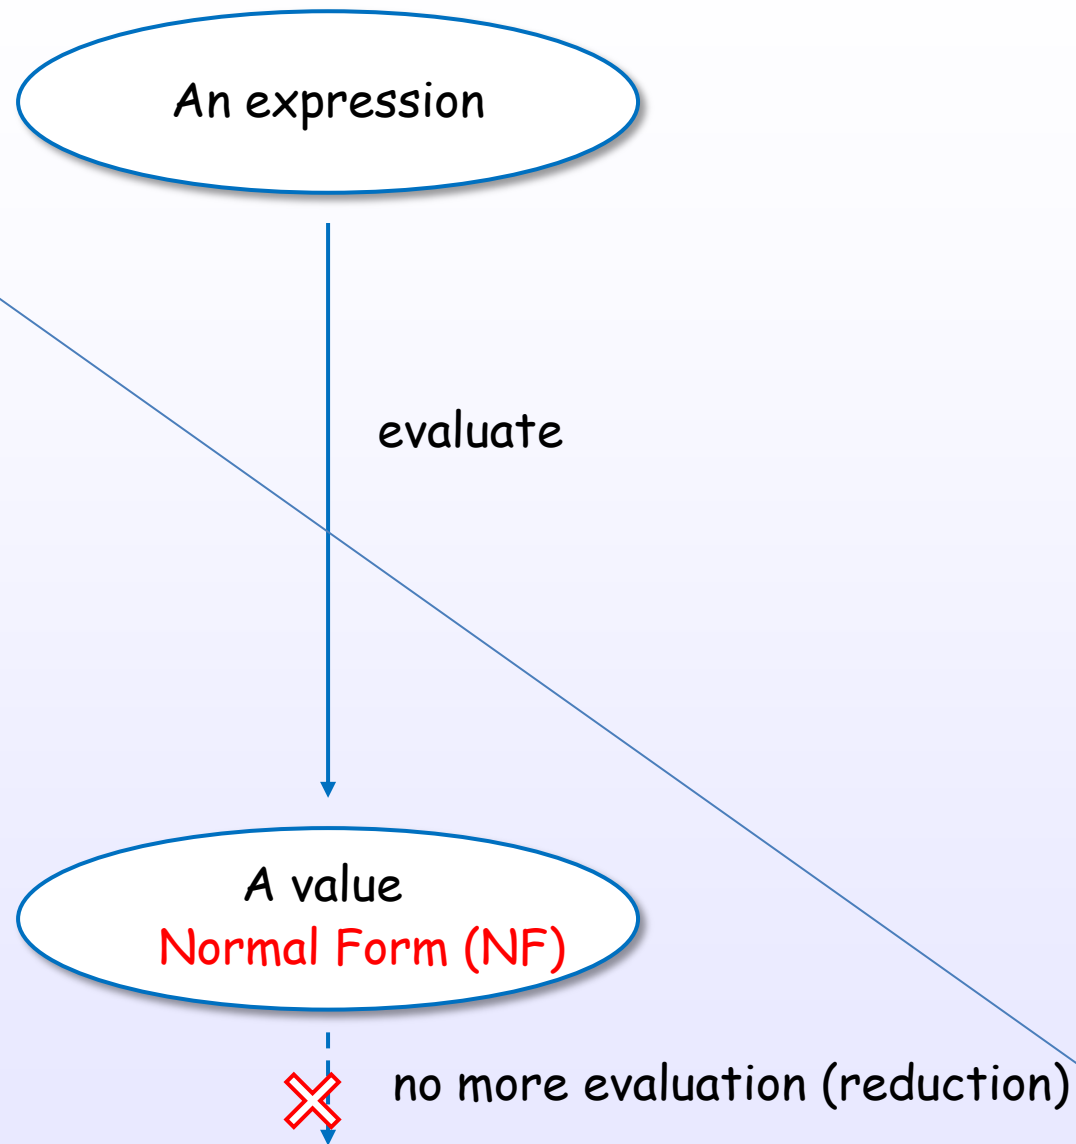 An expression
evaluate
A value
Normal Form (NF)
no more evaluation (reduction)